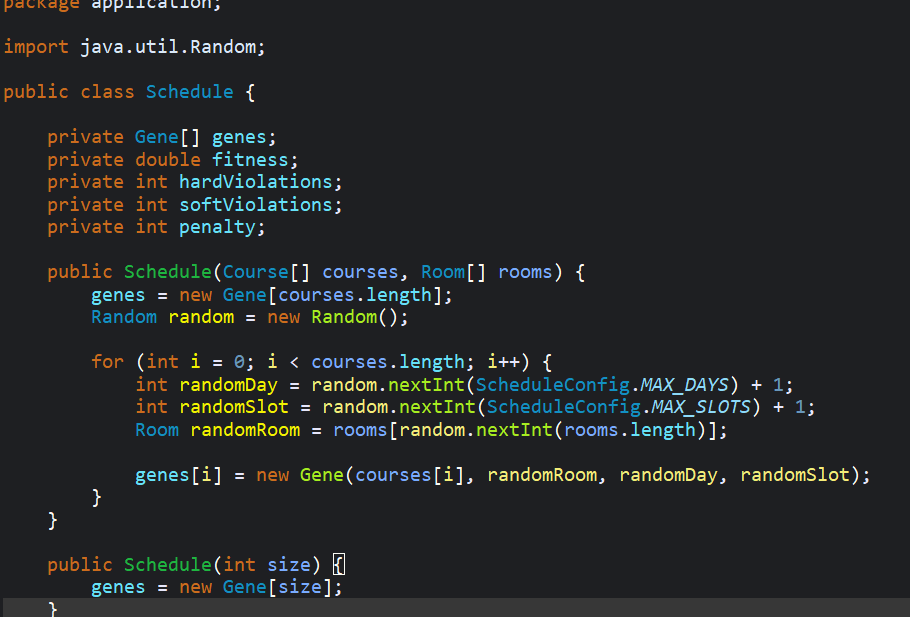 package application;
import java.util.Random;
public class Schedule {
private Gene[] genes;
private double fitness;
private int hardViolations;
private int softViolations;
private int penalty;
public Schedule(Course[] courses, Room[] rooms) {
genes = new Gene[courses.length];
Random random = new Random();
for (int i = 0; i < courses.length; i++) {
int randomDay = random.nextInt(ScheduleConfig.MAX_DAYS) + 1;
int randomSlot = random.nextInt(ScheduleConfig.MAX_SLOTS) + 1;
Room randomRoom = rooms[random.nextInt(rooms.length)];
genes[i] = new Gene(courses[i], randomRoom, randomDay, randomSlot);
}
}
public Schedule(int size) {
genes = new Gene[size];
}